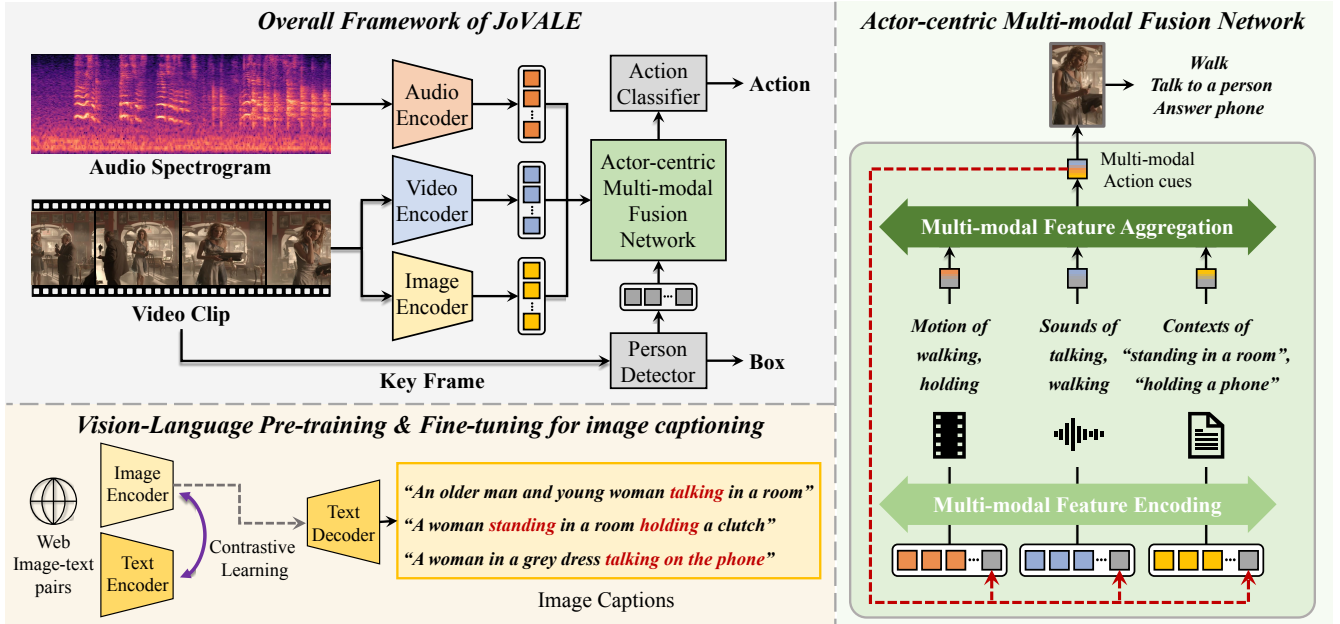 Overall Framework of JoVALE
Audio Spectrogram
Video Clip
Key Frame
Audio
Encoder
Video
Encoder
Image
Encoder
Action
Classifier
Action
Actor-centric
Multi-modal
Fusion
Network
Person
Detector
Box
Vision-Language Pre-training & Fine-tuning for image captioning
Web
Image-text
pairs
Image
Encoder
Text
Encoder
Contrastive
Learning
Text
Decoder
“An older man and young woman talking in a room”
“A woman standing in a room holding a clutch”
“A woman in a grey dress talking on the phone”
Image Captions
Actor-centric Multi-modal Fusion Network
Walk
Talk to a person
Answer phone
Multi-modal
Action cues
Multi-modal Feature Aggregation
Motion of
walking,
holding
Sounds of
talking,
walking
Contexts of
“standing in a room”,
“holding a phone”
Multi-modal Feature Encoding